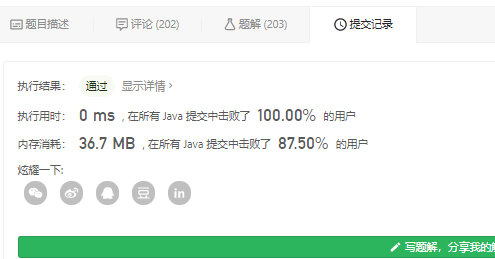 题目描述 评论 (202) 题解 (203) 提交记录
执行结果： 通过 显示详情 ›
执行用时： 0 ms , 在所有 Java 提交中击败了 100.00% 的用户
内存消耗： 36.7 MB , 在所有 Java 提交中击败了 87.50% 的用户
炫耀一下:
豆 in
写题解，分享我的